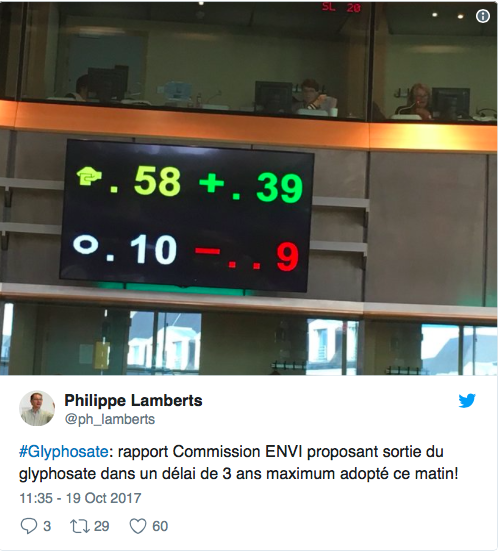 SL 20
. 58 +. 39
0. 10 -.. 9
Philippe Lamberts
@ph_lamberts
#Glyphosate: rapport Commission ENVI proposant sortie du
glyphosate dans un délai de 3 ans maximum adopté ce matin!
11:35 - 19 Oct 2017
3 29 60